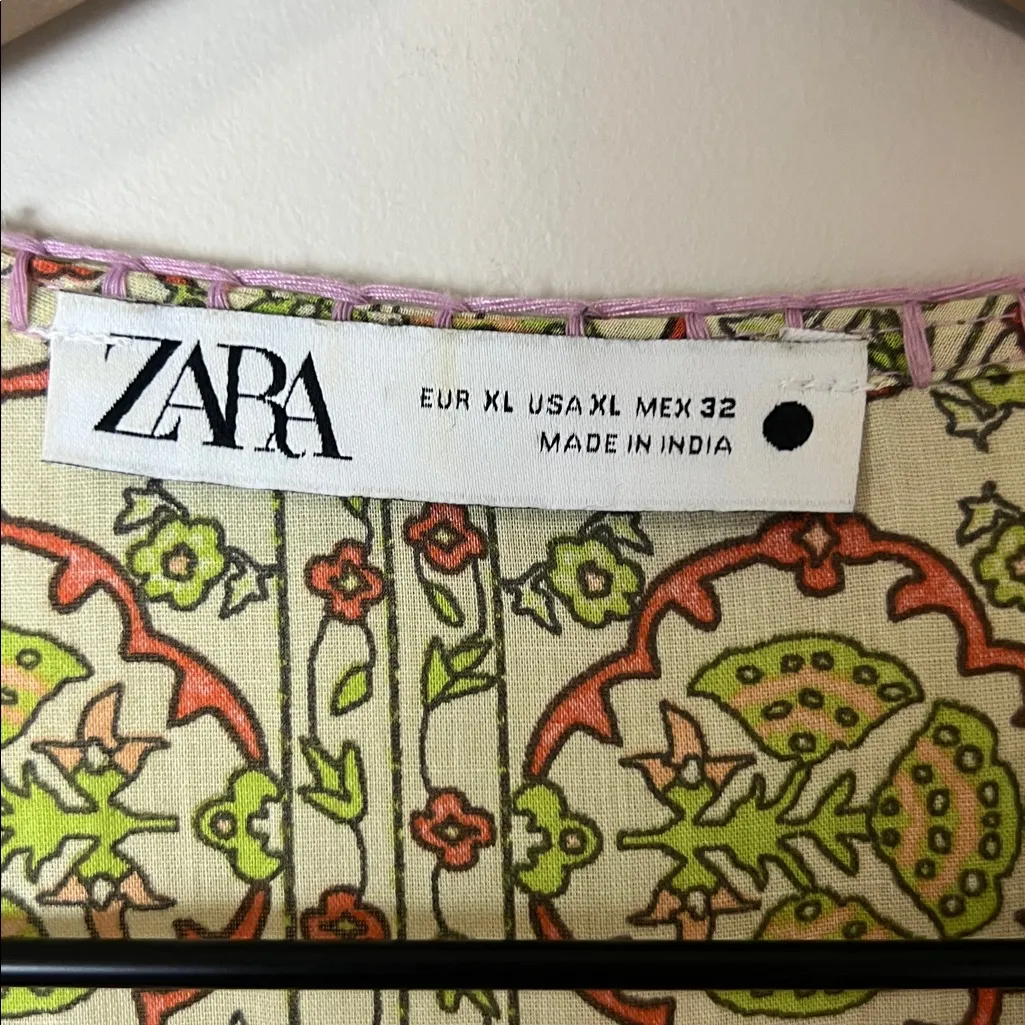 ZARA
EUR XL USA XL MEX 32
MADE IN INDIA